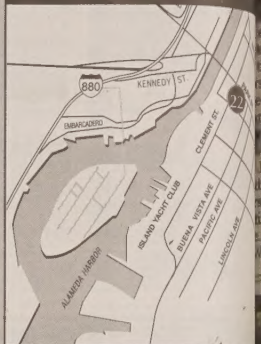 880
KENNEDY ST.
EMBARCADERO
CLEMENT ST.
22
ISLAND YACHT CLUB
BUENA VISTA AVE
PACIFIC AVE
LINCOLN AVE
ALAMEDA HARBOR